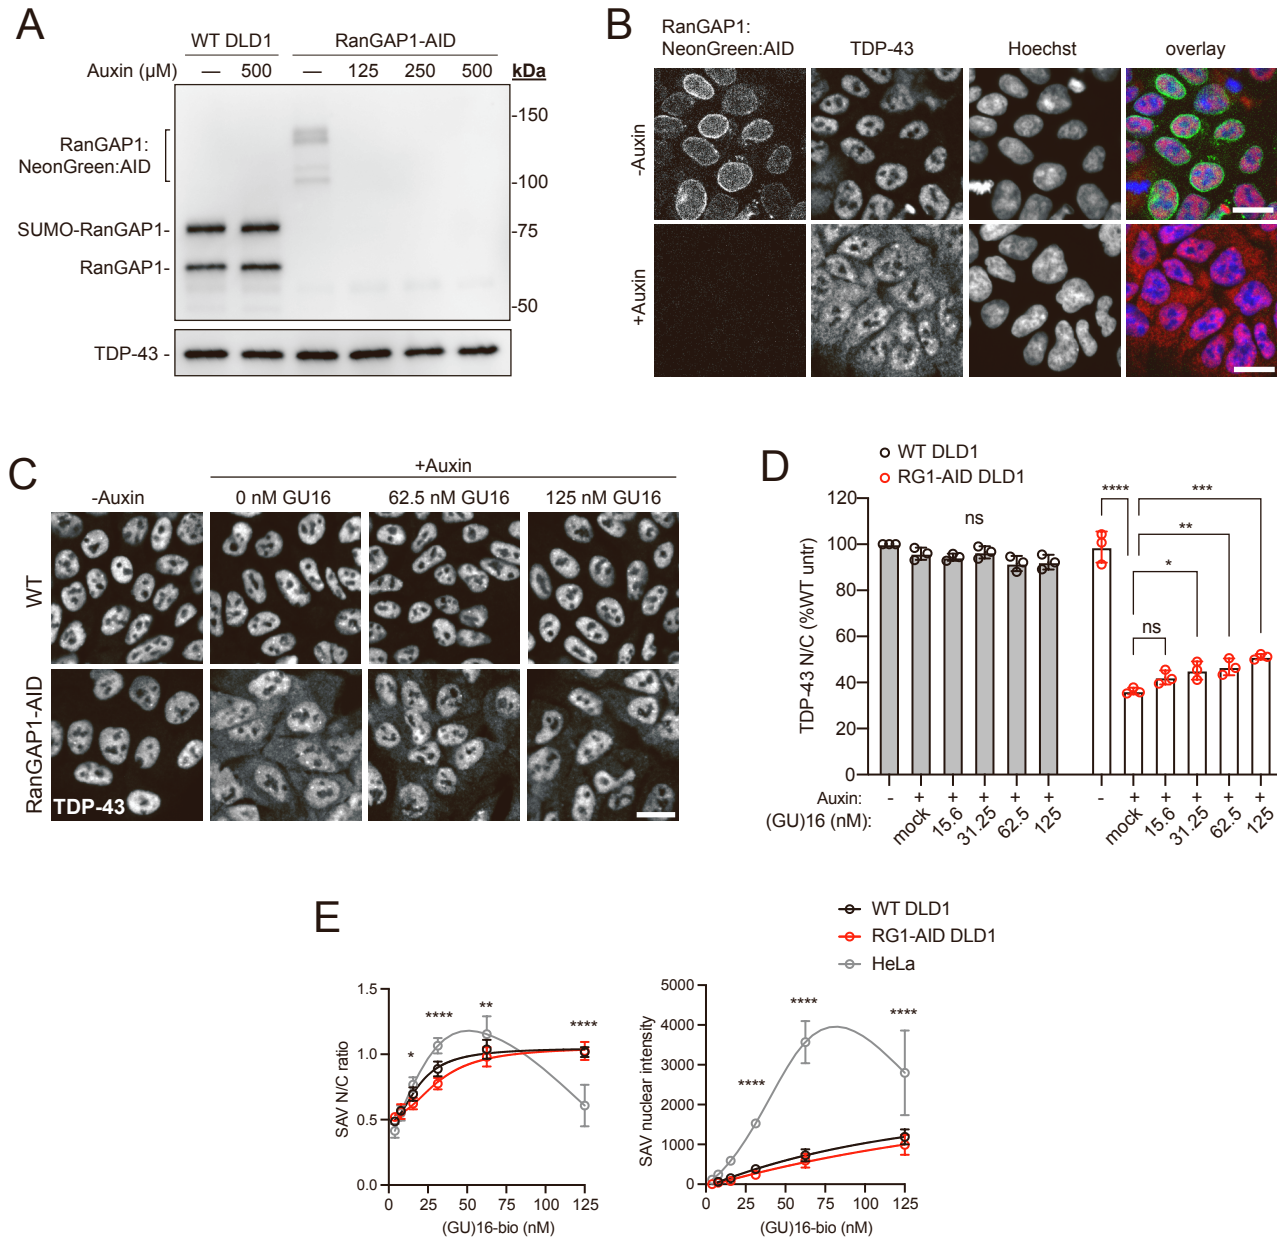 A
WT DLD1
RanGAP1-AID
Auxin (µM) — 500 — 125 250 500 kDa
RanGAP1:
NeonGreen:AID
SUMO-RanGAP1-
RanGAP1-
-150
-100
-75
-50
TDP-43 -
B
RanGAP1:
NeonGreen:AID TDP-43 Hoechst overlay
-Auxin
+Auxin
C
+Auxin
-Auxin 0 nM GU16 62.5 nM GU16 125 nM GU16
WT
RanGAP1-AID
TDP-43
D
WT DLD1
RG1-AID DLD1
TDP-43 N/C (%WT untr)
120
100
80
60
40
20
0
ns
**** ***
**
*
ns
Auxin: - + + + + + - + + + + +
(GU)16 (nM): mock 15.6 31.25 62.5 125 mock 15.6 31.25 62.5 125
E
WT DLD1
RG1-AID DLD1
HeLa
SAV N/C ratio
1.5
1.0
0.5
0.0
* **** ** ****
0 25 50 75 100 125
(GU)16-bio (nM)
SAV nuclear intensity
5000
4000
3000
2000
1000
0
**** **** ****
0 25 50 75 100 125
(GU)16-bio (nM)